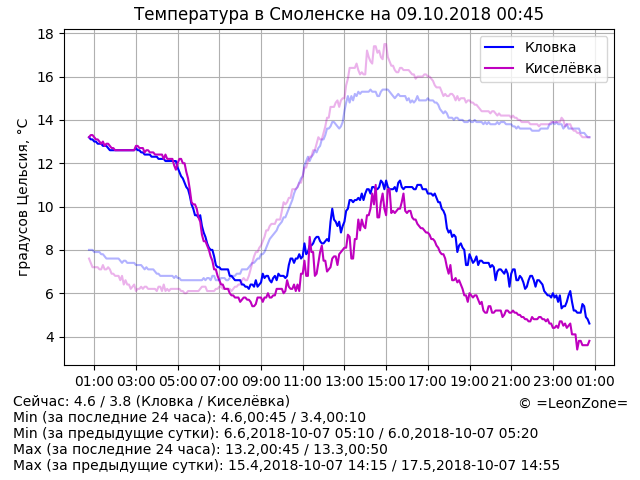 Температура в Смоленске на 09.10.2018 00:45
18
16
14
12
10
8
6
4
градусов Цельсия, °C
Кловка
Киселёвка
01:00 03:00 05:00 07:00 09:00 11:00 13:00 15:00 17:00 19:00 21:00 23:00 01:00
Сейчас: 4.6 / 3.8 (Кловка / Киселёвка)
© =LeonZone=
Min (за последние 24 часа): 4.6,00:45 / 3.4,00:10
Min (за предыдущие сутки): 6.6,2018-10-07 05:10 / 6.0,2018-10-07 05:20
Max (за последние 24 часа): 13.2,00:45 / 13.3,00:50
Max (за предыдущие сутки): 15.4,2018-10-07 14:15 / 17.5,2018-10-07 14:55